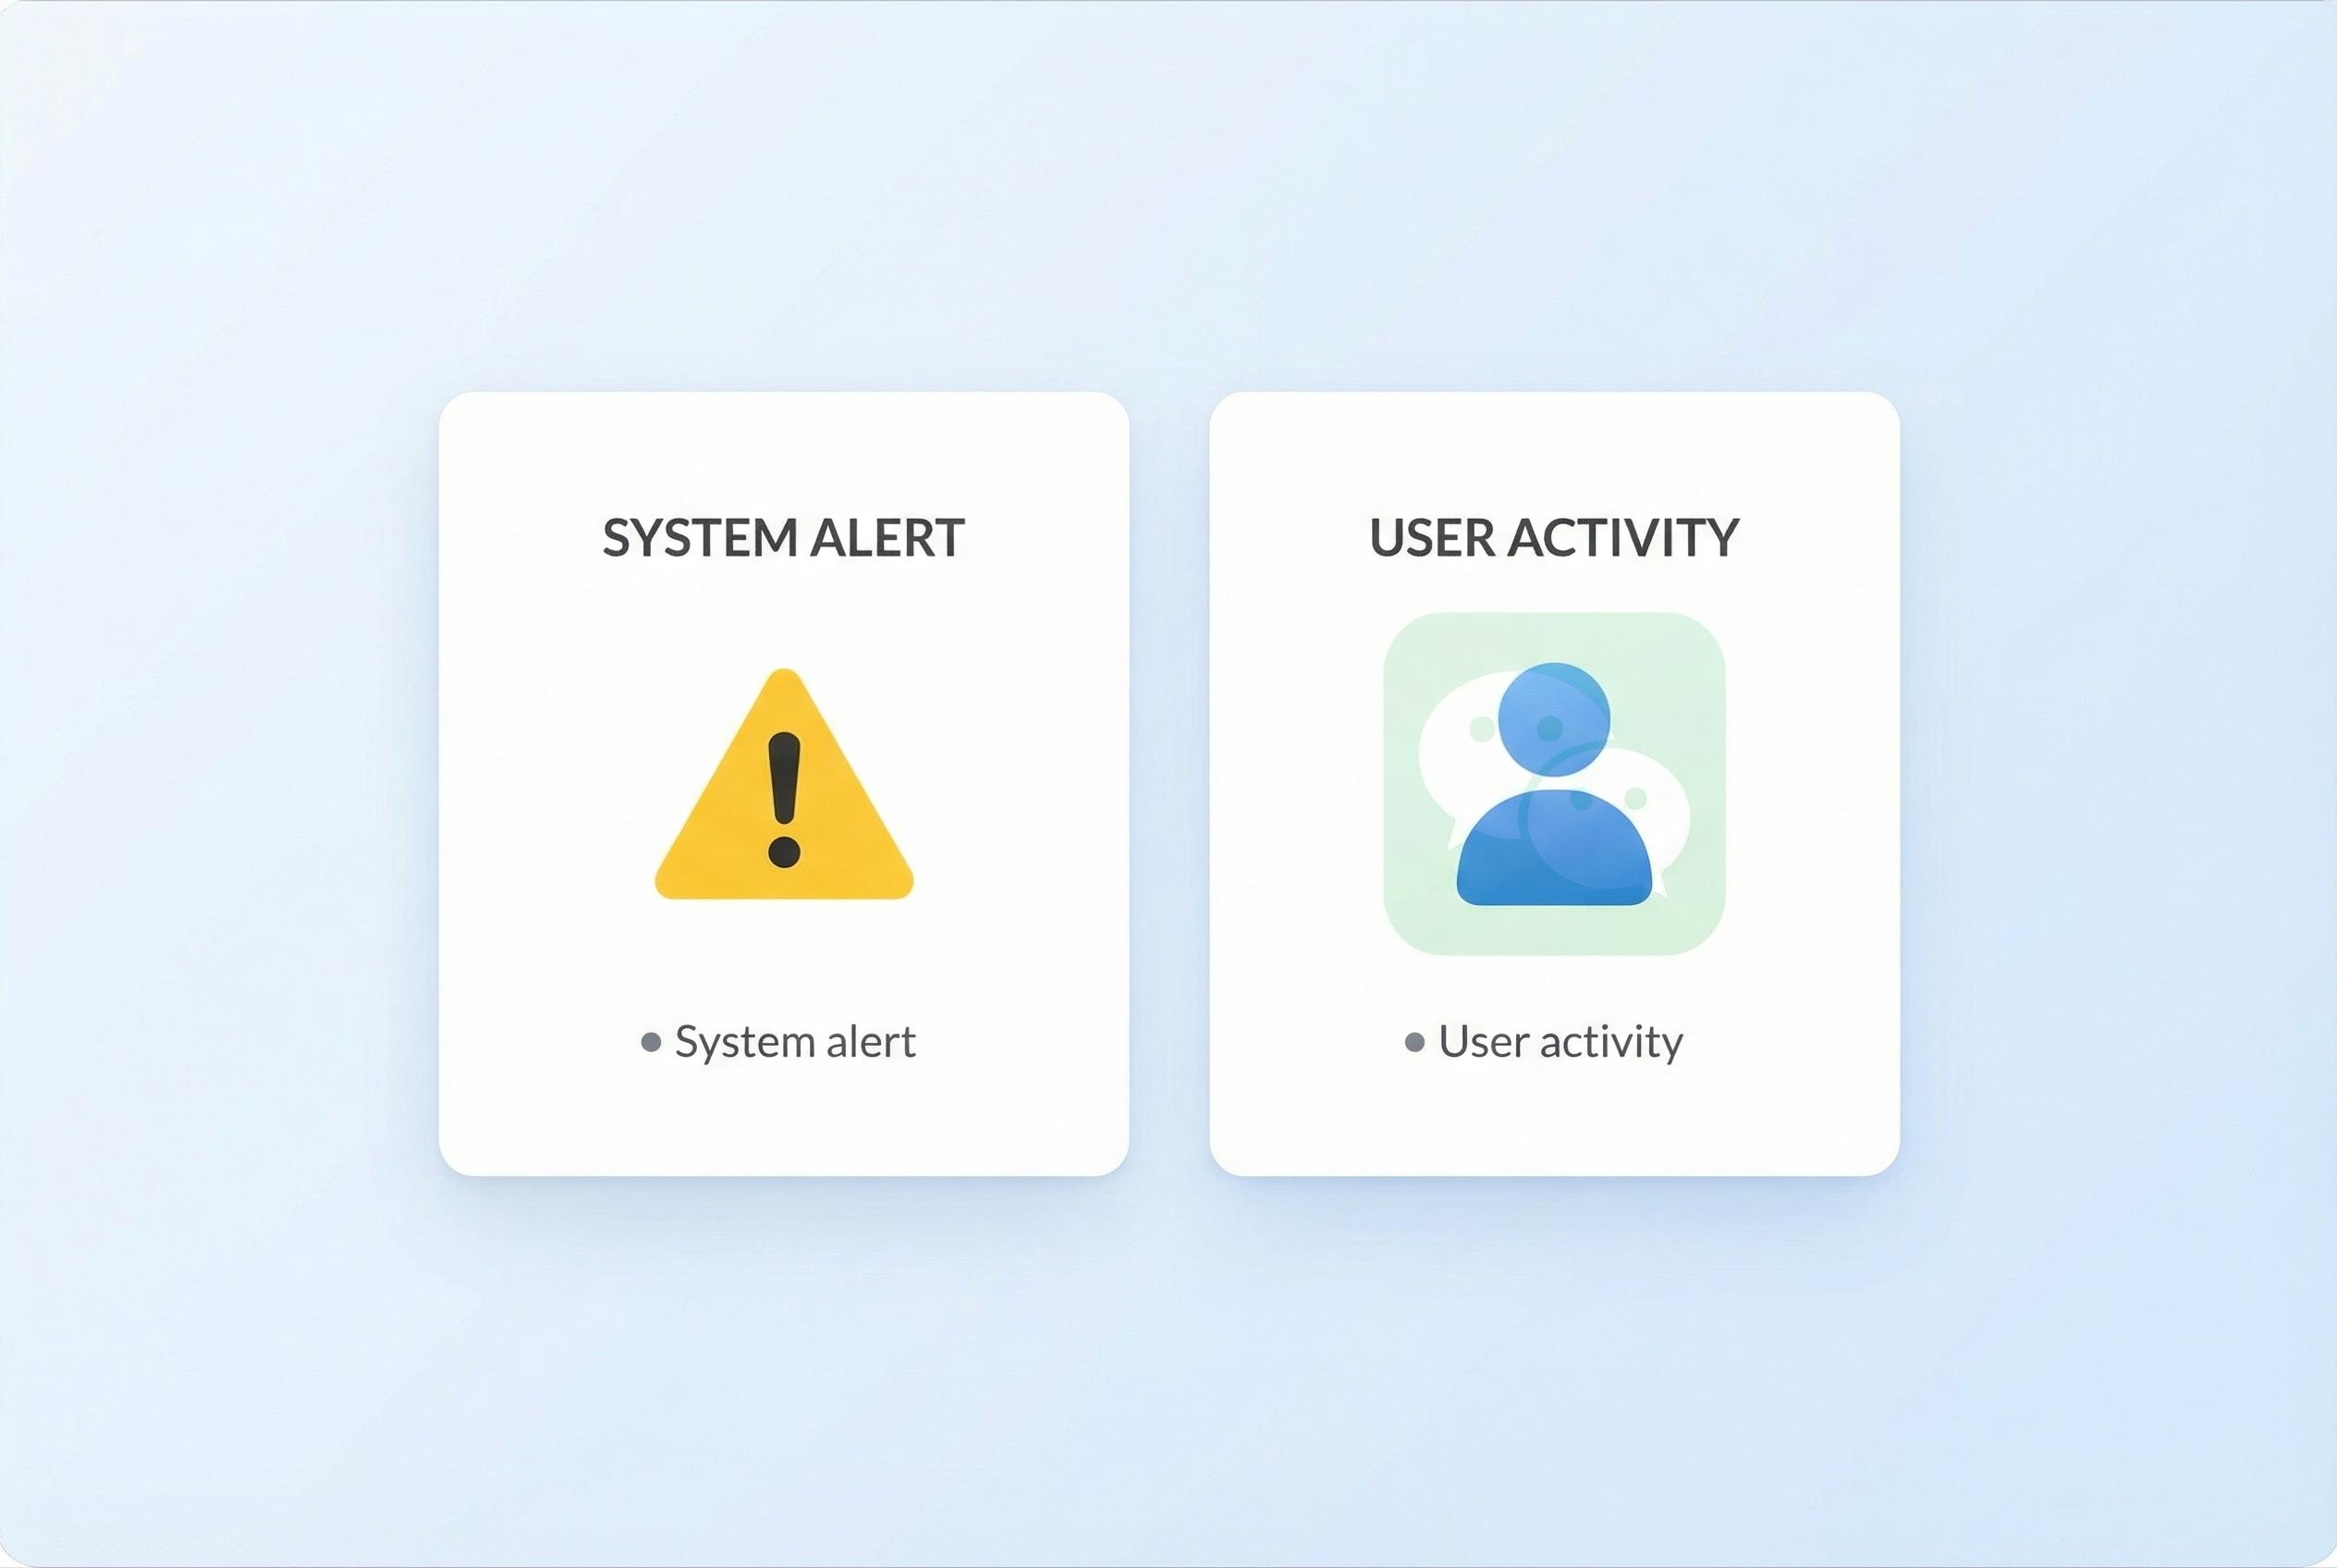 SYSTEM ALERT
• System alert
USER ACTIVITY
• User activity